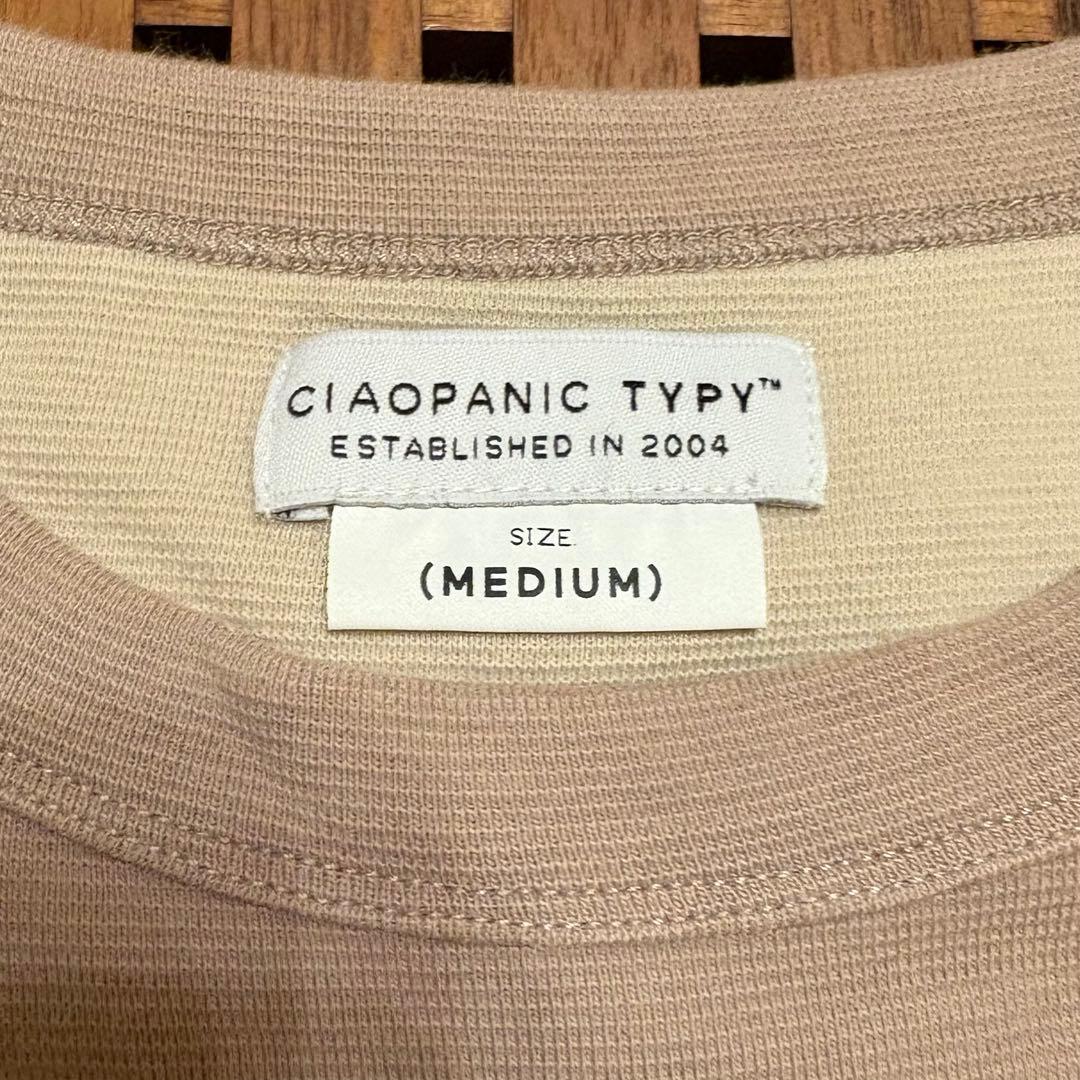 CIAOPANIC TYPY™
ESTABLISHED IN 2004
SIZE
(MEDIUM)